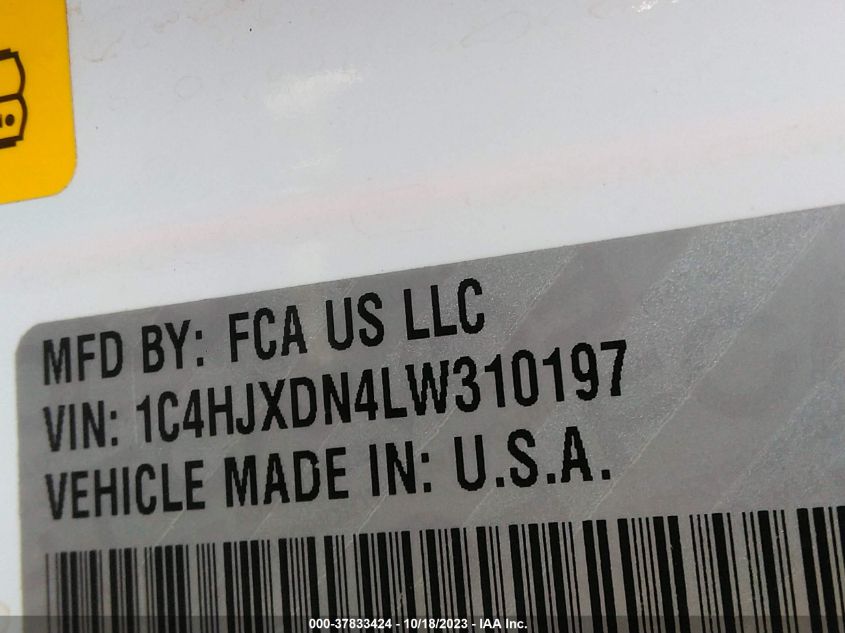 MFD BY: FCA US LLC
VIN: 1C4HJXDN4LW310197
VEHICLE MADE IN: U.S.A.
000-37833424 - 10/18/2023 - IAA Inc.